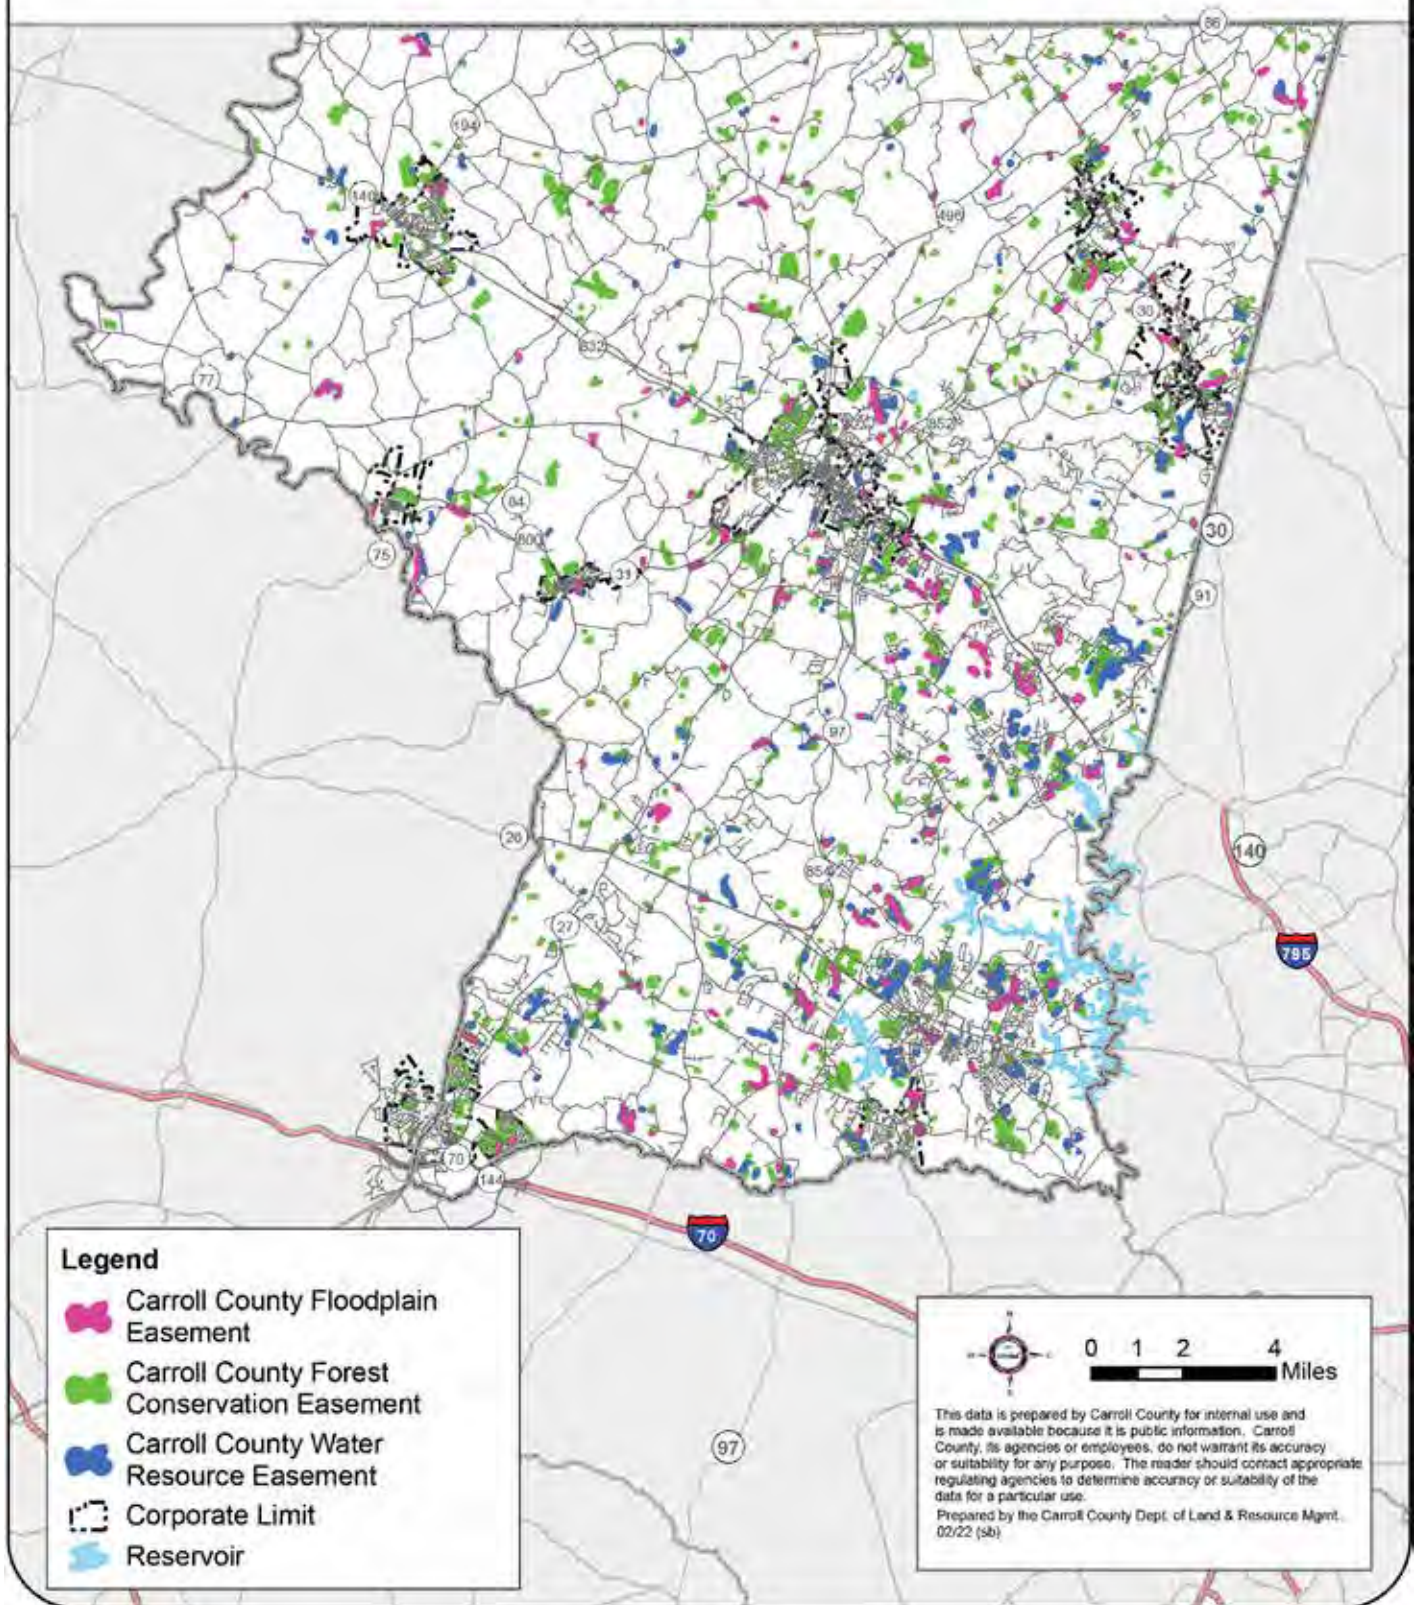 86
194
140
496
30
832
77
852
84
800
75
31
30
91
97
26
854
27
140
795
70
144
70
97
Legend
Carroll County Floodplain
Easement
Carroll County Forest
Conservation Easement
Carroll County Water
Resource Easement
Corporate Limit
Reservoir
N
S
0 1 2 4
Miles
This data is prepared by Carroll County for internal use and
is made available because it is public information. Carroll
County, its agencies or employees, do not warrant its accuracy
or suitability for any purpose. The reader should contact appropriate
regulating agencies to determine accuracy or suitability of the
data for a particular use.
Prepared by the Carroll County Dept. of Land & Resource Mgmt.
02/22 (sb)